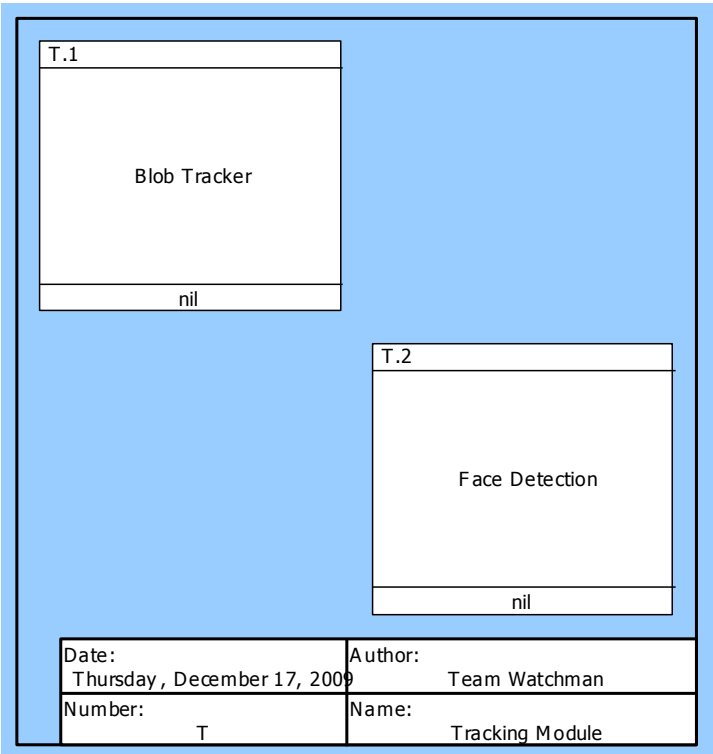 T.1
Blob Tracker
nil
T.2
Face Detection
nil
Date:
Thursday, December 17, 2009
Author:
Team Watchman
Number:
T
Name:
Tracking Module